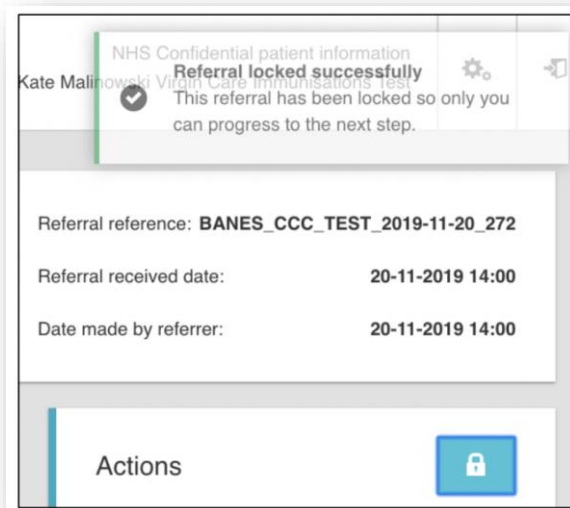 NHS Confidential patient information
Kate Malinowski Virgin Care Immunisations Test
Referral locked successfully
This referral has been locked so only you
can progress to the next step.
Referral reference: BANES_CCC_TEST_2019-11-20_272
Referral received date: 20-11-2019 14:00
Date made by referrer: 20-11-2019 14:00
Actions